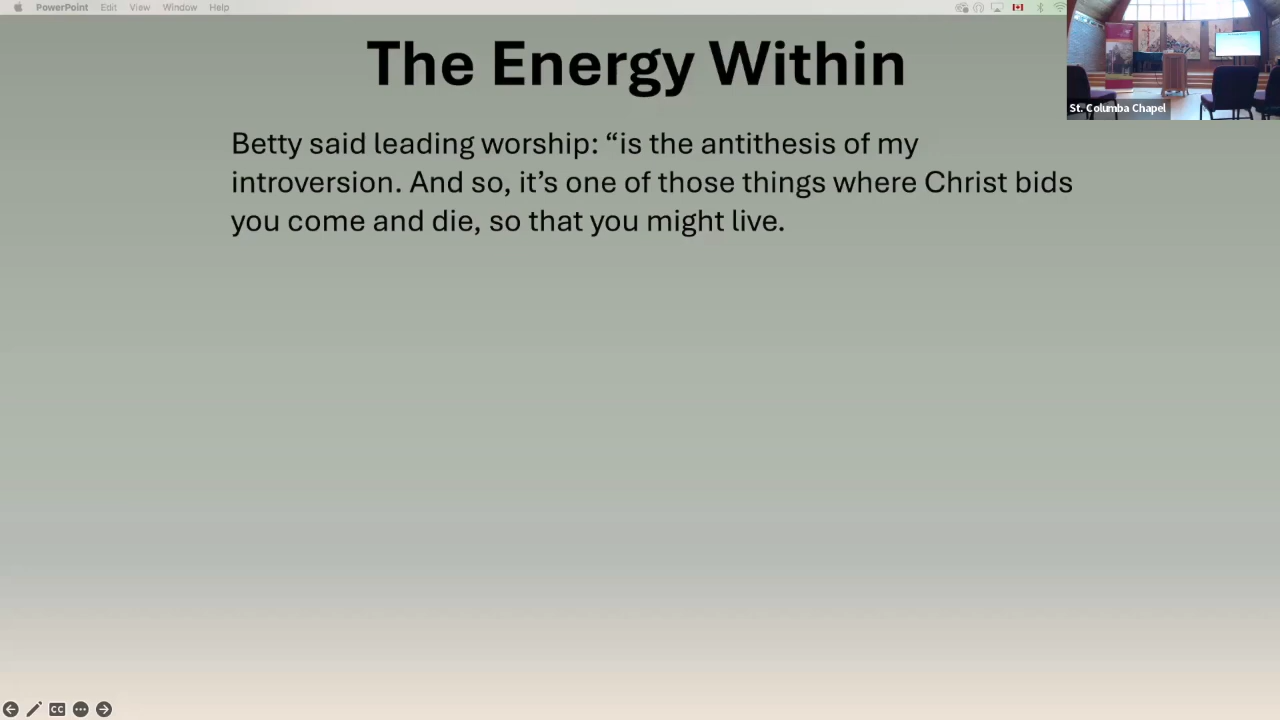 PowerPoint Edit View Window Help
The Energy Within
Betty said leading worship: “is the antithesis of my
introversion. And so, it’s one of those things where Christ bids
you come and die, so that you might live.
St. Columba Chapel
CC